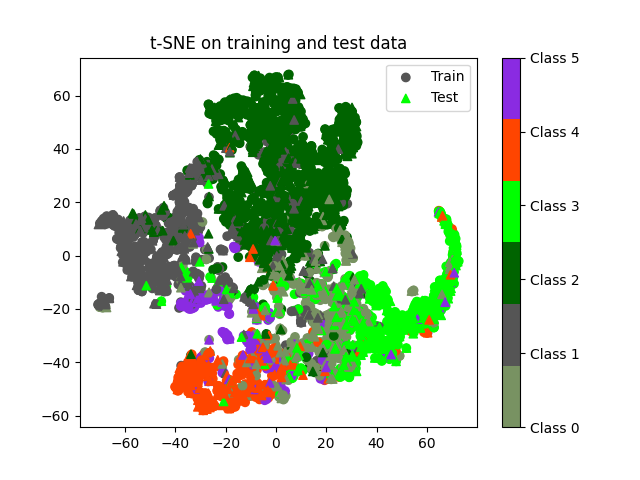 t-SNE on training and test data
Train
Test
60
40
20
0
−20
−40
−60
−60
−40
−20
0
20
40
60
Class 5
Class 4
Class 3
Class 2
Class 1
Class 0